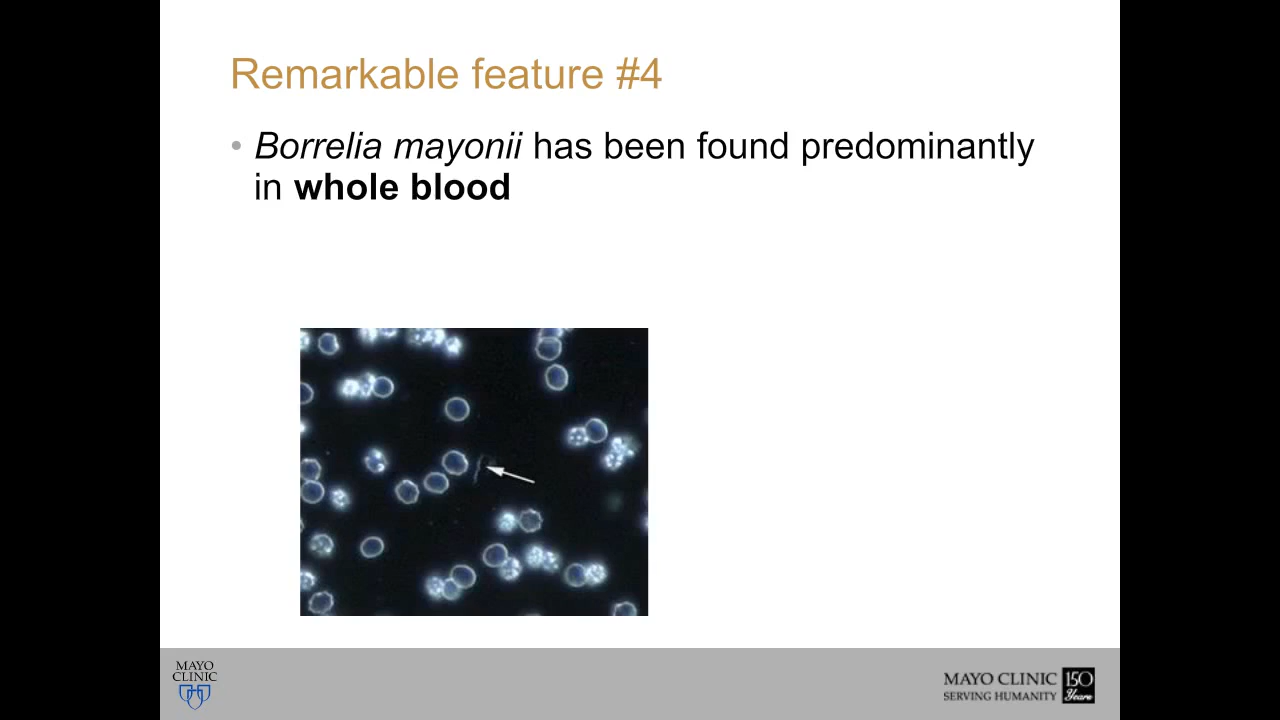 Remarkable feature #4
• Borrelia mayonii has been found predominantly
in whole blood
MAYO
CLINIC
MAYO CLINIC
SERVING HUMANITY
150
Years